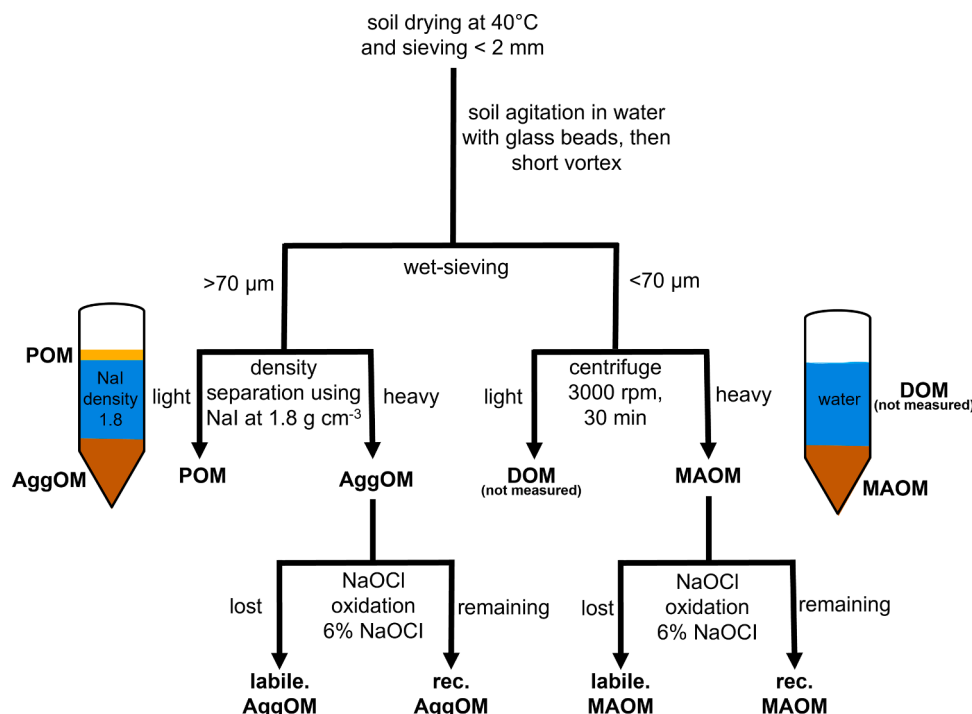 soil drying at 40°C
and sieving < 2 mm
soil agitation in water
with glass beads, then
short vortex
wet-sieving
>70 µm
<70 µm
POM
NaI
density
1.8
AggOM
light
density
separation using
NaI at 1.8 g cm-3
heavy
light
centrifuge
3000 rpm,
30 min
heavy
water
DOM
(not measured)
MAOM
POM
AggOM
DOM
(not measured)
MAOM
lost
NaOCl
oxidation
6% NaOCl
remaining
lost
NaOCl
oxidation
6% NaOCl
remaining
labile.
AggOM
rec.
AggOM
labile.
MAOM
rec.
MAOM